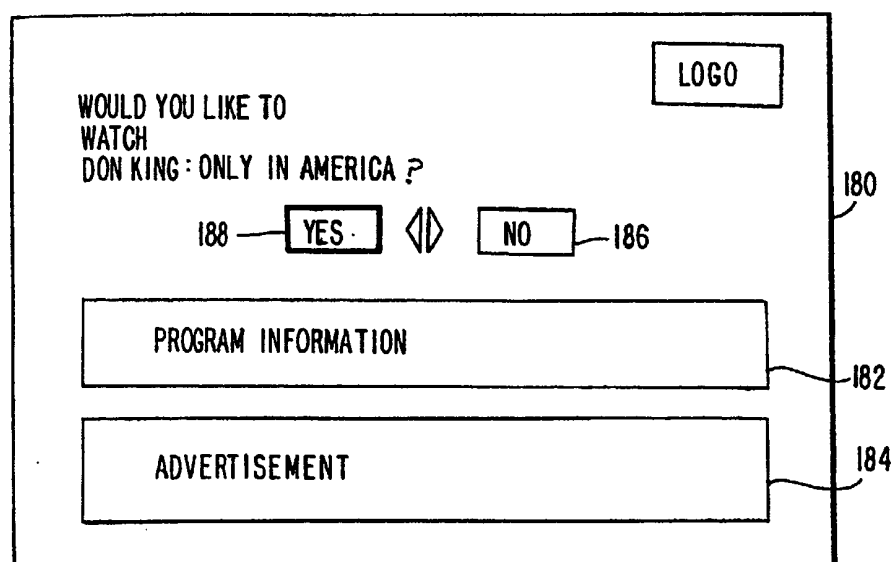 LOGO
WOULD YOU LIKE TO
WATCH
DON KING: ONLY IN AMERICA?
180
188 YES NO 186
PROGRAM INFORMATION
182
ADVERTISEMENT
184